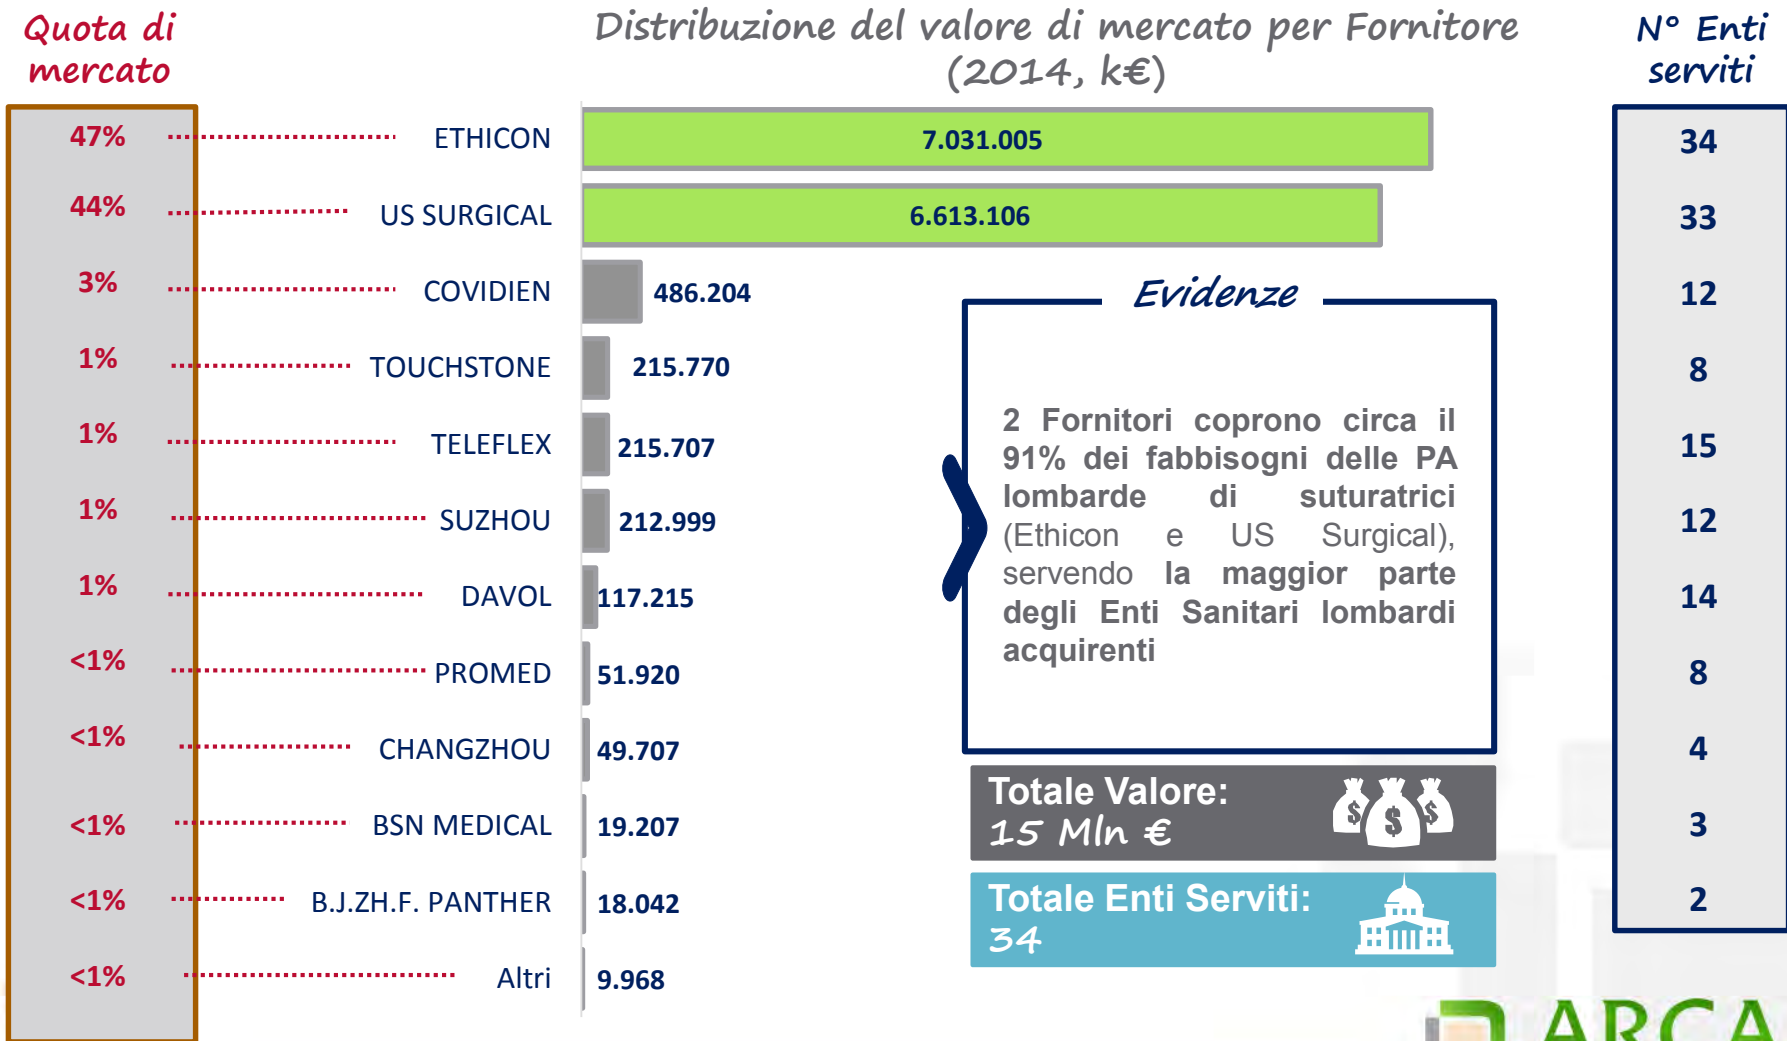 Quota di
mercato
Distribuzione del valore di mercato per Fornitore
(2014, k€)
N° Enti
serviti
47% ETHICON 7.031.005 34
44% US SURGICAL 6.613.106 33
3% COVIDIEN 486.204 12
1% TOUCHSTONE 215.770 8
1% TELEFLEX 215.707 15
1% SUZHOU 212.999 12
1% DAVOL 117.215 14
<1% PROMED 51.920 8
<1% CHANGZHOU 49.707 4
<1% BSN MEDICAL 19.207 3
<1% B.J.ZH.F. PANTHER 18.042 2
<1% Altri 9.968
Evidenze
2 Fornitori coprono circa il
91% dei fabbisogni delle PA
lombarde di suturatrici
(Ethicon e US Surgical),
servendo la maggior parte
degli Enti Sanitari lombardi
acquirenti
Totale Valore:
15 Mln €
Totale Enti Serviti:
34
ARCA